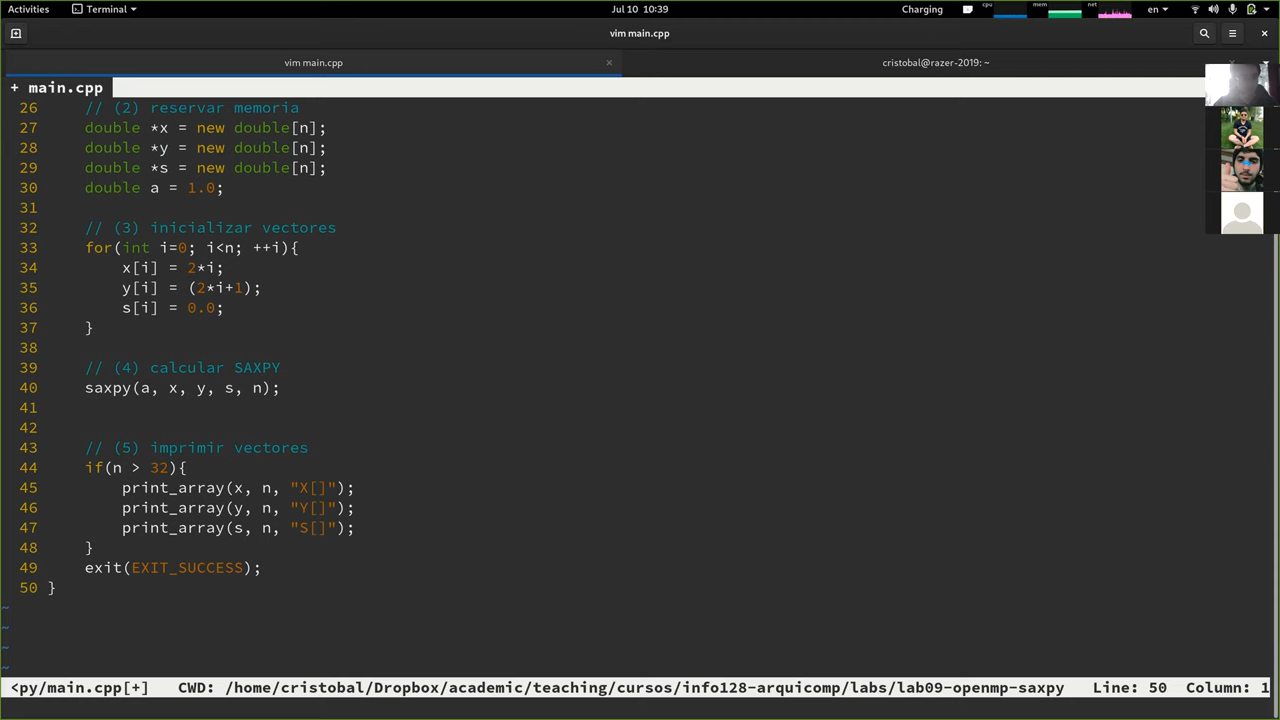 Activities Terminal Jul 10 10:39 Charging cpu mem net en
vim main.cpp
vim main.cpp × cristobal@razer-2019: ~
+ main.cpp
26 // (2) reservar memoria
27 double *x = new double[n];
28 double *y = new double[n];
29 double *s = new double[n];
30 double a = 1.0;
31
32 // (3) inicializar vectores
33 for(int i=0; i<n; ++i){
34 x[i] = 2*i;
35 y[i] = (2*i+1);
36 s[i] = 0.0;
37 }
38
39 // (4) calcular SAXPY
40 saxpy(a, x, y, s, n);
41
42
43 // (5) imprimir vectores
44 if(n > 32){
45 print_array(x, n, "X[]");
46 print_array(y, n, "Y[]");
47 print_array(s, n, "S[]");
48 }
49 exit(EXIT_SUCCESS);
50 }
~
~
~
~
<py/main.cpp[+] CWD: /home/cristobal/Dropbox/academic/teaching/cursos/info128-arquicomp/labs/lab09-openmp-saxpy Line: 50 Column: 1